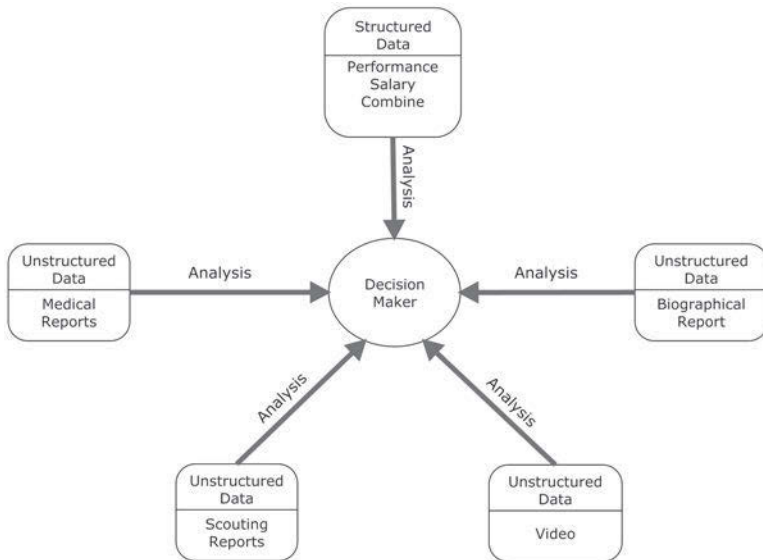 Structured
Data
Performance
Salary
Combine
Analysis
Unstructured
Data
Medical
Reports
Analysis
Decision
Maker
Analysis
Unstructured
Data
Biographical
Report
Analysis
Analysis
Unstructured
Data
Scouting
Reports
Unstructured
Data
Video